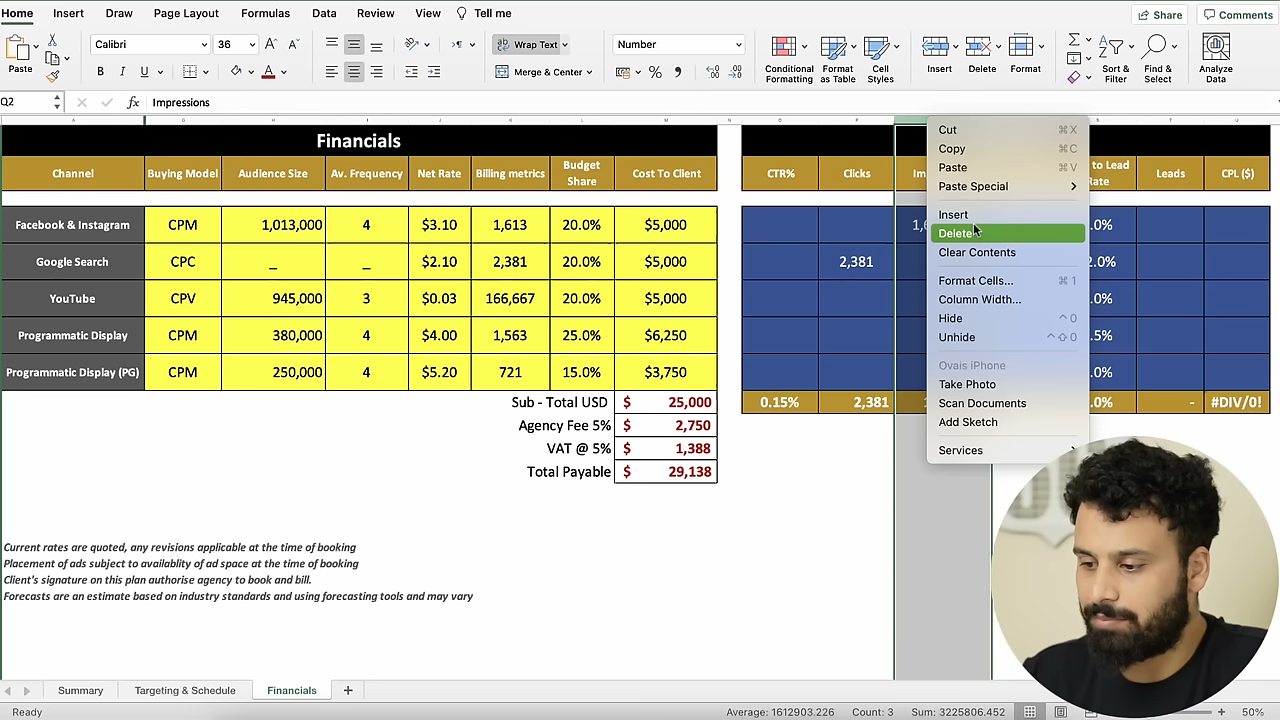 Home Insert Draw Page Layout Formulas Data Review View Tell me Share Comments
Calibri 36 Wrap Text Number
Paste Merge & Center Conditional Formatting Format as Table Cell Styles Insert Delete Format Sort & Filter Find & Select Analyze Data
Q2 fx Impressions
Financials
Channel Buying Model Audience Size Av. Frequency Net Rate Billing metrics Budget Share Cost To Client CTR% Clicks to Lead Leads CPL ($)
Facebook & Instagram CPM 1,013,000 4 $3.10 1,613 20.0% $5,000
Google Search CPC _ _ $2.10 2,381 20.0% $5,000 2,381
YouTube CPV 945,000 3 $0.03 166,667 20.0% $5,000
Programmatic Display CPM 380,000 4 $4.00 1,563 25.0% $6,250
Programmatic Display (PG) CPM 250,000 4 $5.20 721 15.0% $3,750
Sub - Total USD $ 25,000 0.15% 2,381 - #DIV/0!
Agency Fee 5% $ 2,750
VAT @ 5% $ 1,388
Total Payable $ 29,138
Cut ⌘X
Copy ⌘C
Paste ⌘V
Paste Special
Insert
Delete
Clear Contents
Format Cells... ⌘1
Column Width...
Hide ^0
Unhide ^⇧0
Ovais iPhone
Take Photo
Scan Documents
Add Sketch
Services
Current rates are quoted, any revisions applicable at the time of booking
Placement of ads subject to availablity of ad space at the time of booking
Client's signature on this plan authorise agency to book and bill.
Forecasts are an estimate based on industry standards and using forecasting tools and may vary
Summary Targeting & Schedule Financials +
Ready Average: 1612903.226 Count: 3 Sum: 3225806.452 50%